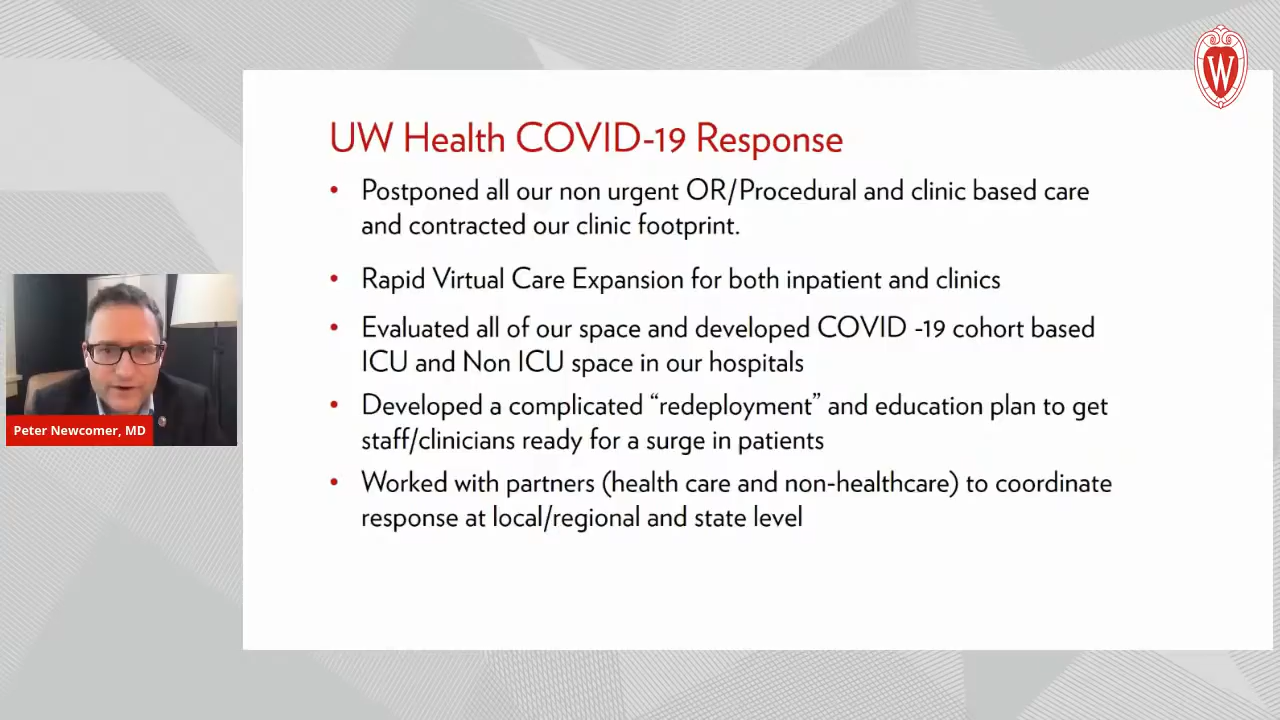 W
UW Health COVID-19 Response
• Postponed all our non urgent OR/Procedural and clinic based care
and contracted our clinic footprint.
• Rapid Virtual Care Expansion for both inpatient and clinics
• Evaluated all of our space and developed COVID -19 cohort based
ICU and Non ICU space in our hospitals
• Developed a complicated “redeployment” and education plan to get
staff/clinicians ready for a surge in patients
• Worked with partners (health care and non-healthcare) to coordinate
response at local/regional and state level
Peter Newcomer, MD